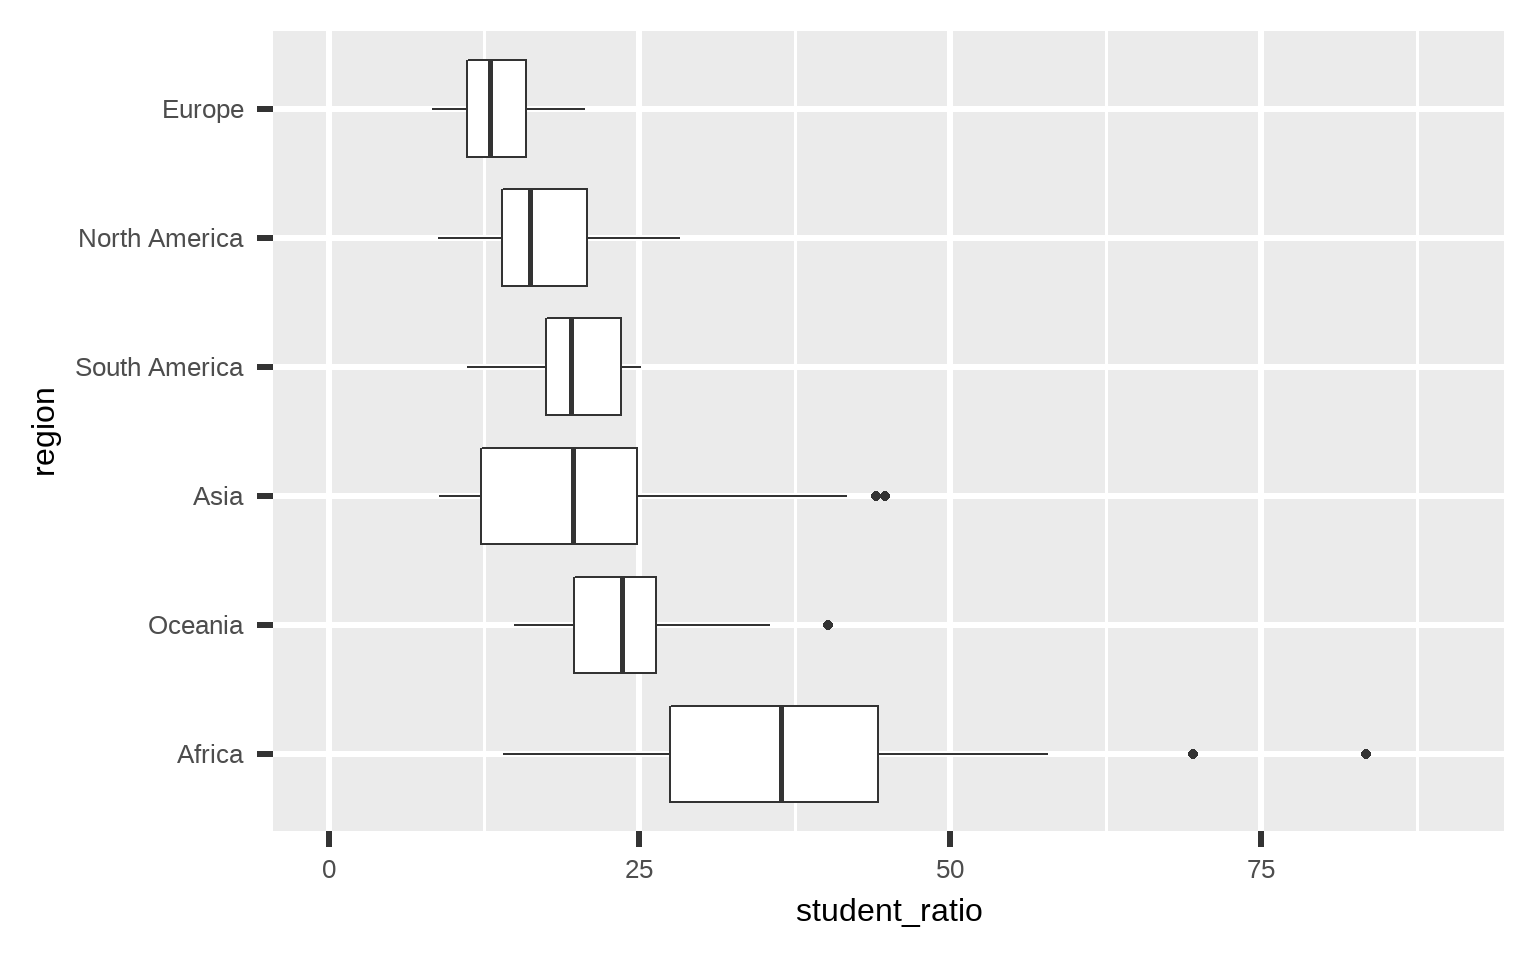 Europe
North America
South America
Asia
Oceania
Africa
region
0 25 50 75
student_ratio